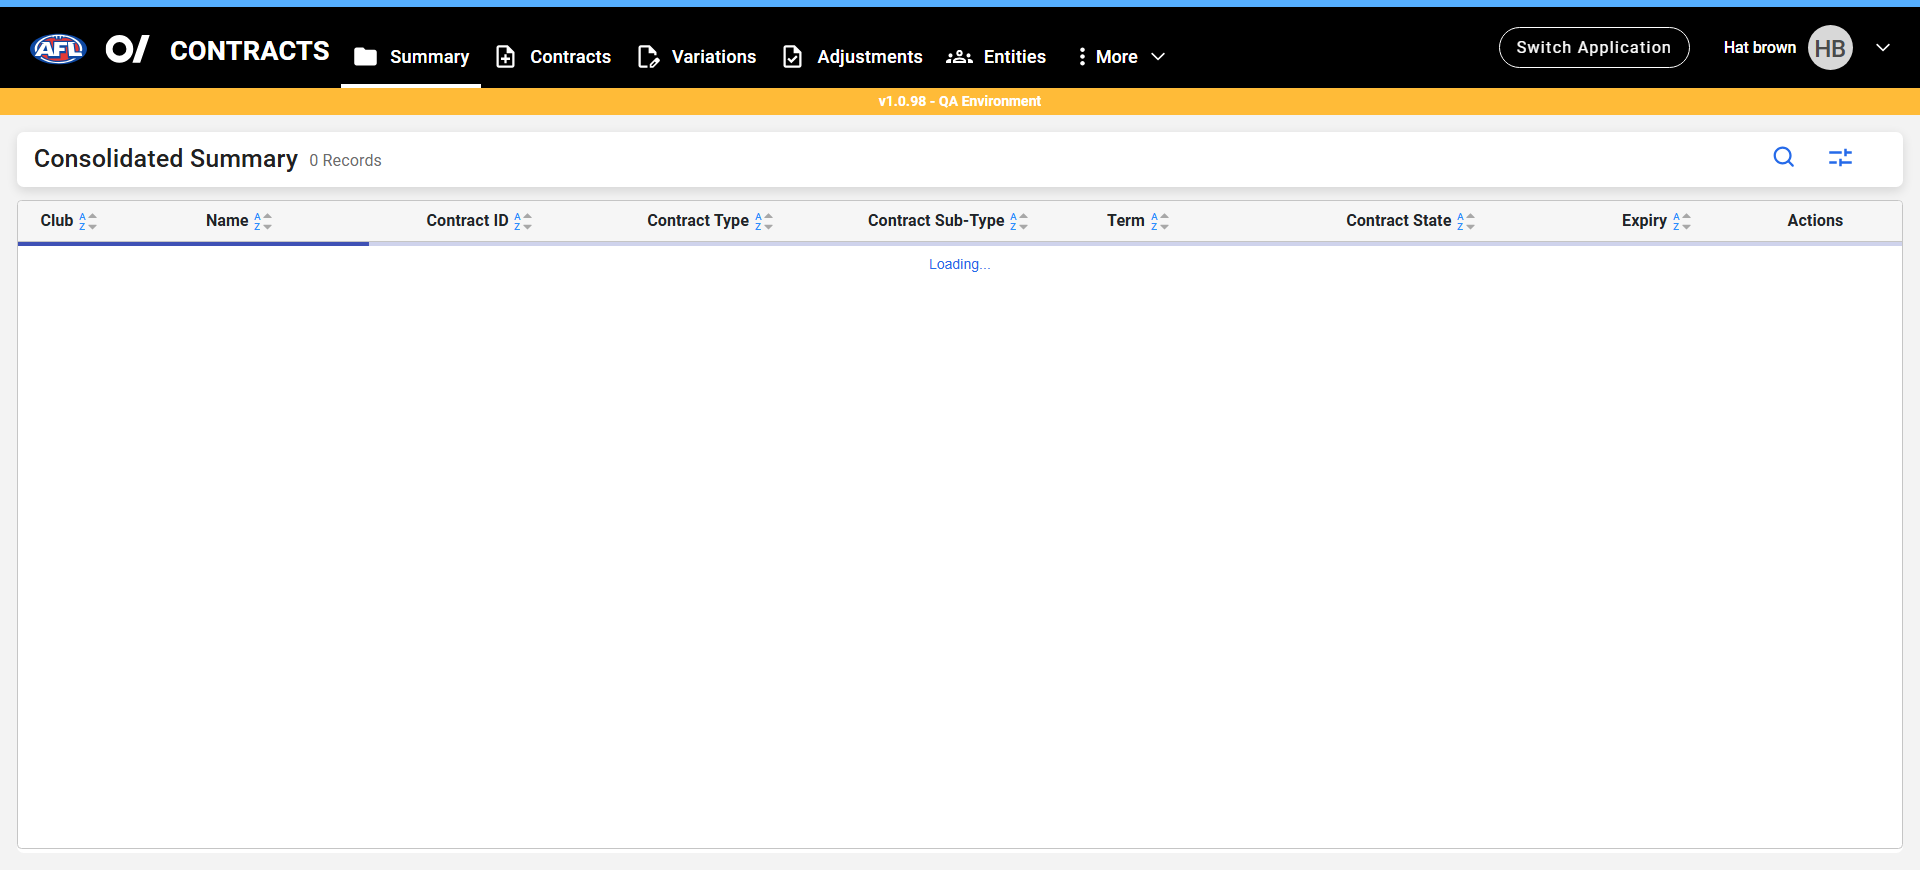 AFL O/ CONTRACTS Summary Contracts Variations Adjustments Entities More Switch Application Hat brown HB
v1.0.98 - QA Environment
Consolidated Summary 0 Records
Club Name Contract ID Contract Type Contract Sub-Type Term Contract State Expiry Actions
Loading...